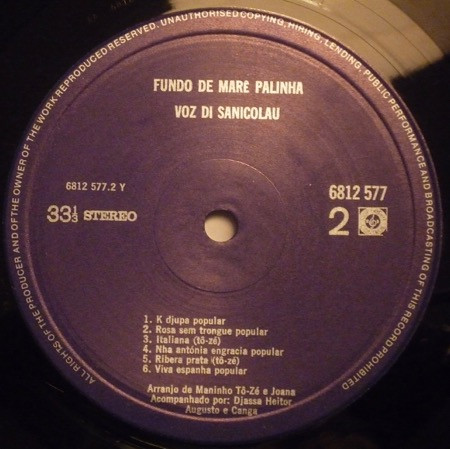 ALL RIGHTS OF THE PRODUCER AND OF THE OWNER OF THE WORK REPRODUCED RESERVED. UNAUTHORISED COPYING, HIRING, LENDING, PUBLIC PERFORMANCE AND BROADCASTING OF THIS RECORD PROHIBITED
FUNDO DE MARÊ PALINHA
VOZ DI SANICOLAU
6812 577.2 Y
6812 577
33⅓ STEREO
2
1. K djupa popular
2. Rosa sem trongue popular
3. Italiana (tô-zé)
4. Nha antónia engracia popular
5. Ribera prata (tô-zé)
6. Viva espanha popular
Arranjo de Maninho Tô-Zé e Joana
Acompanhado por: Djassa Heitor
Augusto e Canga